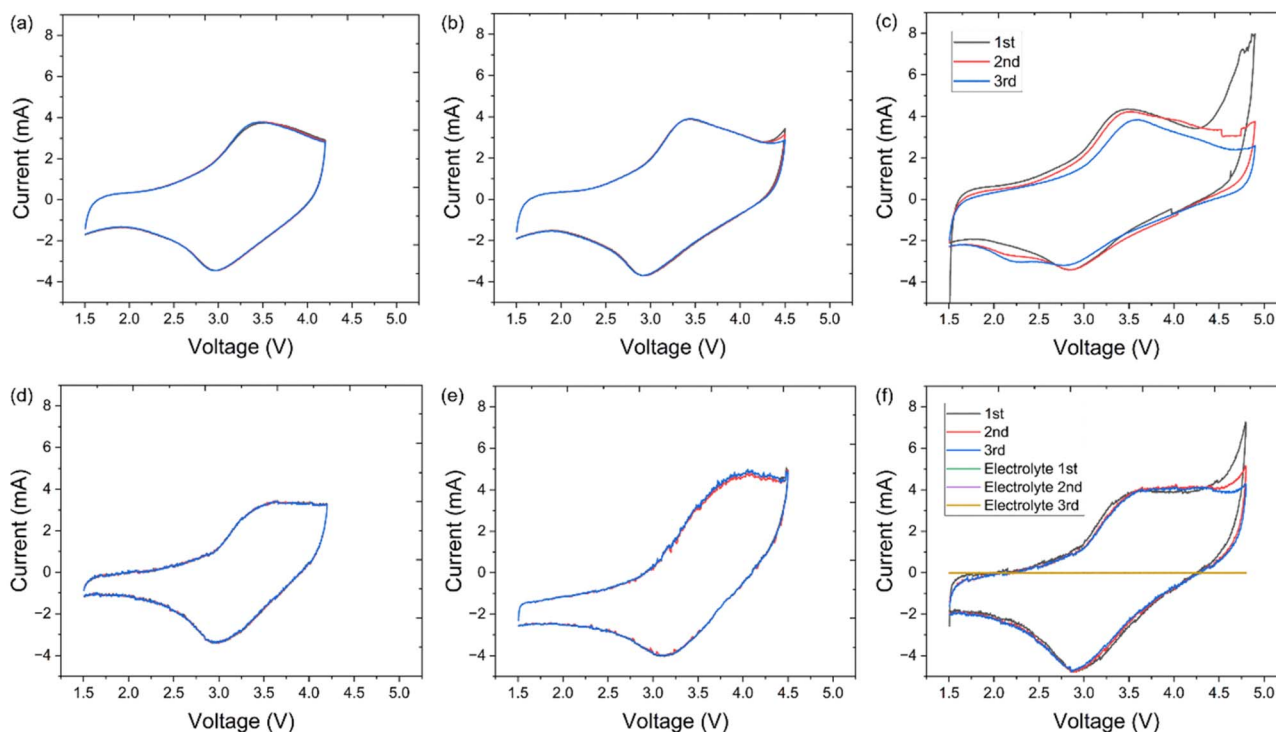 (a)
8
6
4
2
0
−2
−4
Current (mA)
1.5 2.0 2.5 3.0 3.5 4.0 4.5 5.0
Voltage (V)
(b)
8
6
4
2
0
−2
−4
Current (mA)
1.5 2.0 2.5 3.0 3.5 4.0 4.5 5.0
Voltage (V)
(c)
1st
2nd
3rd
8
6
4
2
0
−2
−4
Current (mA)
1.5 2.0 2.5 3.0 3.5 4.0 4.5 5.0
Voltage (V)
(d)
8
6
4
2
0
−2
−4
Current (mA)
1.5 2.0 2.5 3.0 3.5 4.0 4.5 5.0
Voltage (V)
(e)
8
6
4
2
0
−2
−4
Current (mA)
1.5 2.0 2.5 3.0 3.5 4.0 4.5 5.0
Voltage (V)
(f)
1st
2nd
3rd
Electrolyte 1st
Electrolyte 2nd
Electrolyte 3rd
8
6
4
2
0
−2
−4
Current (mA)
1.5 2.0 2.5 3.0 3.5 4.0 4.5 5.0
Voltage (V)